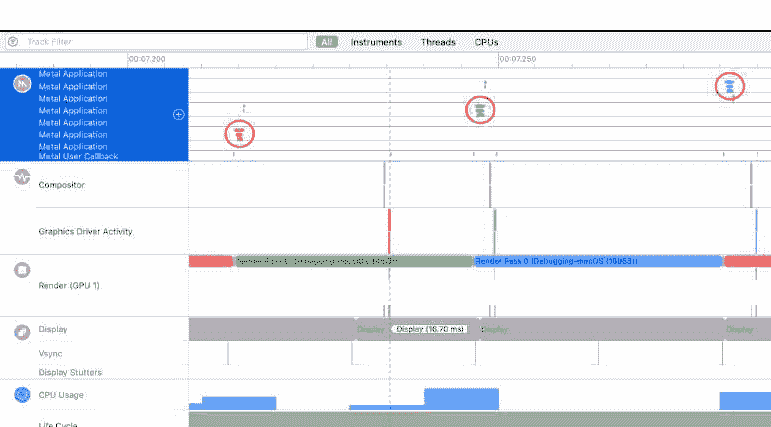 Track Filter All Instruments Threads CPUs
00:07.200 00:07.250
Metal Application
Metal Application
Metal Application
Metal Application
Metal Application
Metal Application
Metal Application
Metal User Callback
Compositor
Graphics Driver Activity
Render Pass 0 (Debugging-macOS
Render (GPU 1)
Display Display Display (16.70 ms) Display Display
Vsync
Display Stutters
CPU Usage
Life Cycle